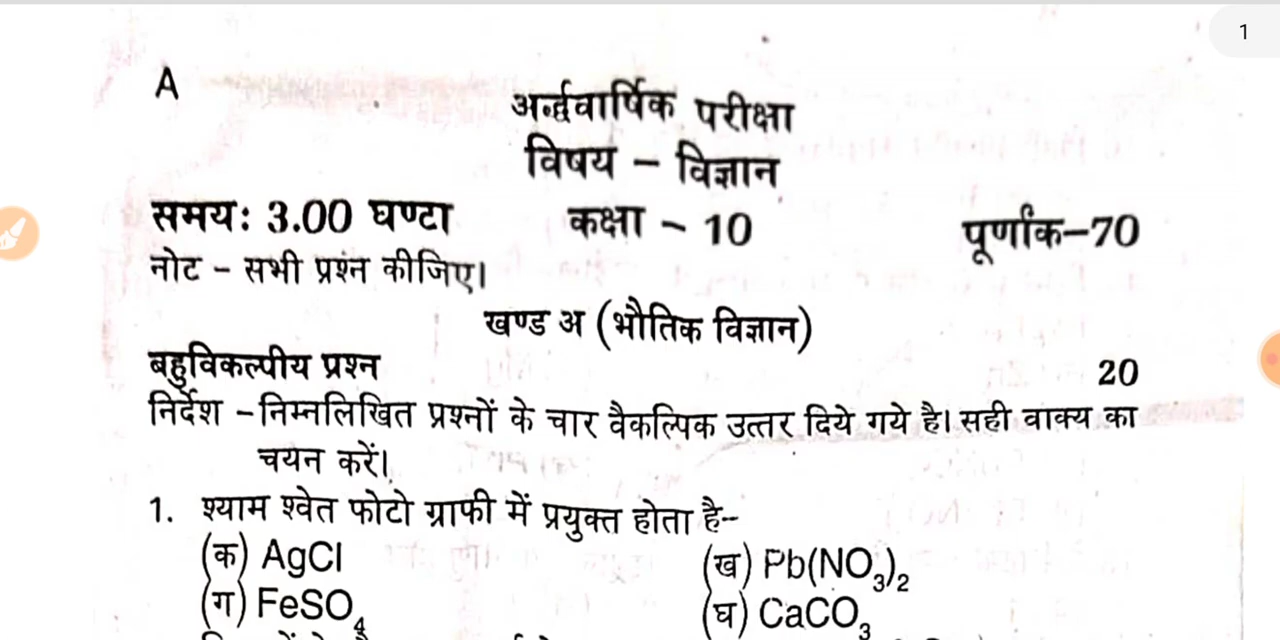 1
A
अर्द्धवार्षिक परीक्षा
विषय – विज्ञान
समय: 3.00 घण्टा कक्षा - 10 पूर्णांक-70
नोट - सभी प्रश्न कीजिए।
खण्ड अ (भौतिक विज्ञान)
बहुविकल्पीय प्रश्न 20
निर्देश -निम्नलिखित प्रश्नों के चार वैकल्पिक उत्तर दिये गये है। सही वाक्य का
चयन करें।
1. श्याम श्वेत फोटो ग्राफी में प्रयुक्त होता है-
(क) AgCl (ख) Pb(NO₃)₂
(ग) FeSO₄ (घ) CaCO₃